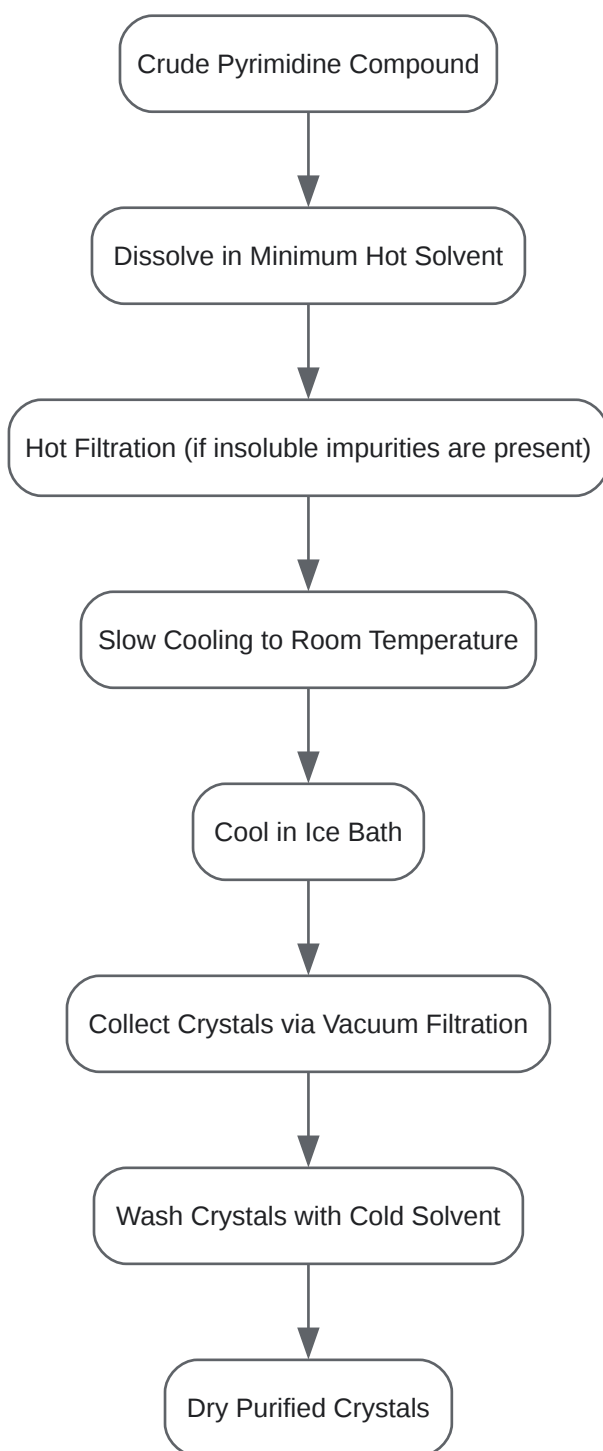 Crude Pyrimidine Compound
Dissolve in Minimum Hot Solvent
Hot Filtration (if insoluble impurities are present)
Slow Cooling to Room Temperature
Cool in Ice Bath
Collect Crystals via Vacuum Filtration
Wash Crystals with Cold Solvent
Dry Purified Crystals